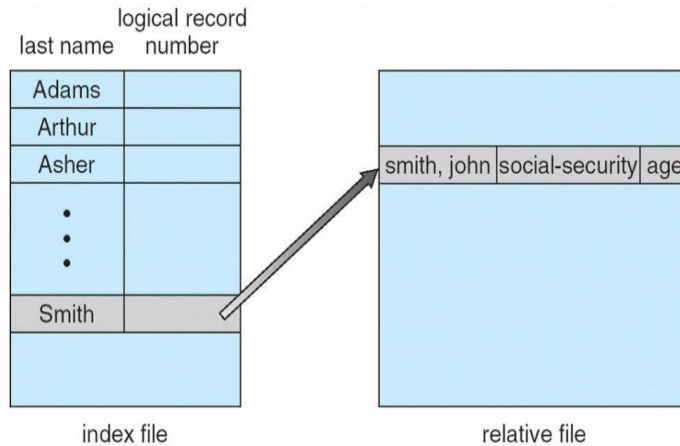 last name
logical record
number
Adams
Arthur
Asher
Smith
smith, john
social-security
age
index file
relative file